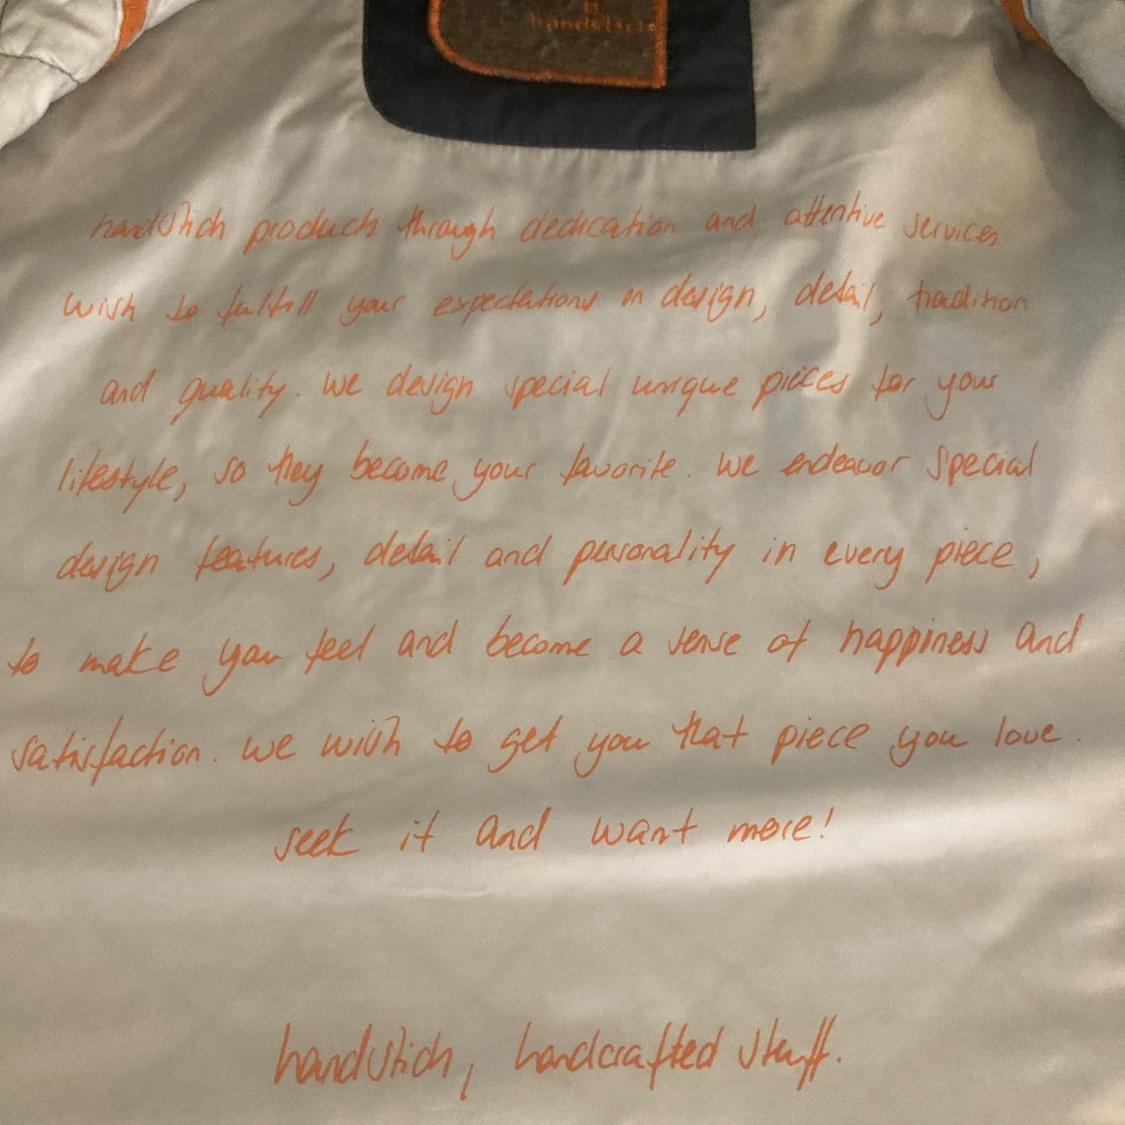 handstich
handstich products through dedication and attentive services
wish to fulfill your expectations in design, detail, tradition
and quality. we design special unique pieces for your
lifestyle, so they become your favorite. we endeavor special
design features, detail and personality in every piece,
to make you feel and become a sense of happiness and
satisfaction. we wish to get you that piece you love.
seek it and want more!
handstich, handcrafted stuff.